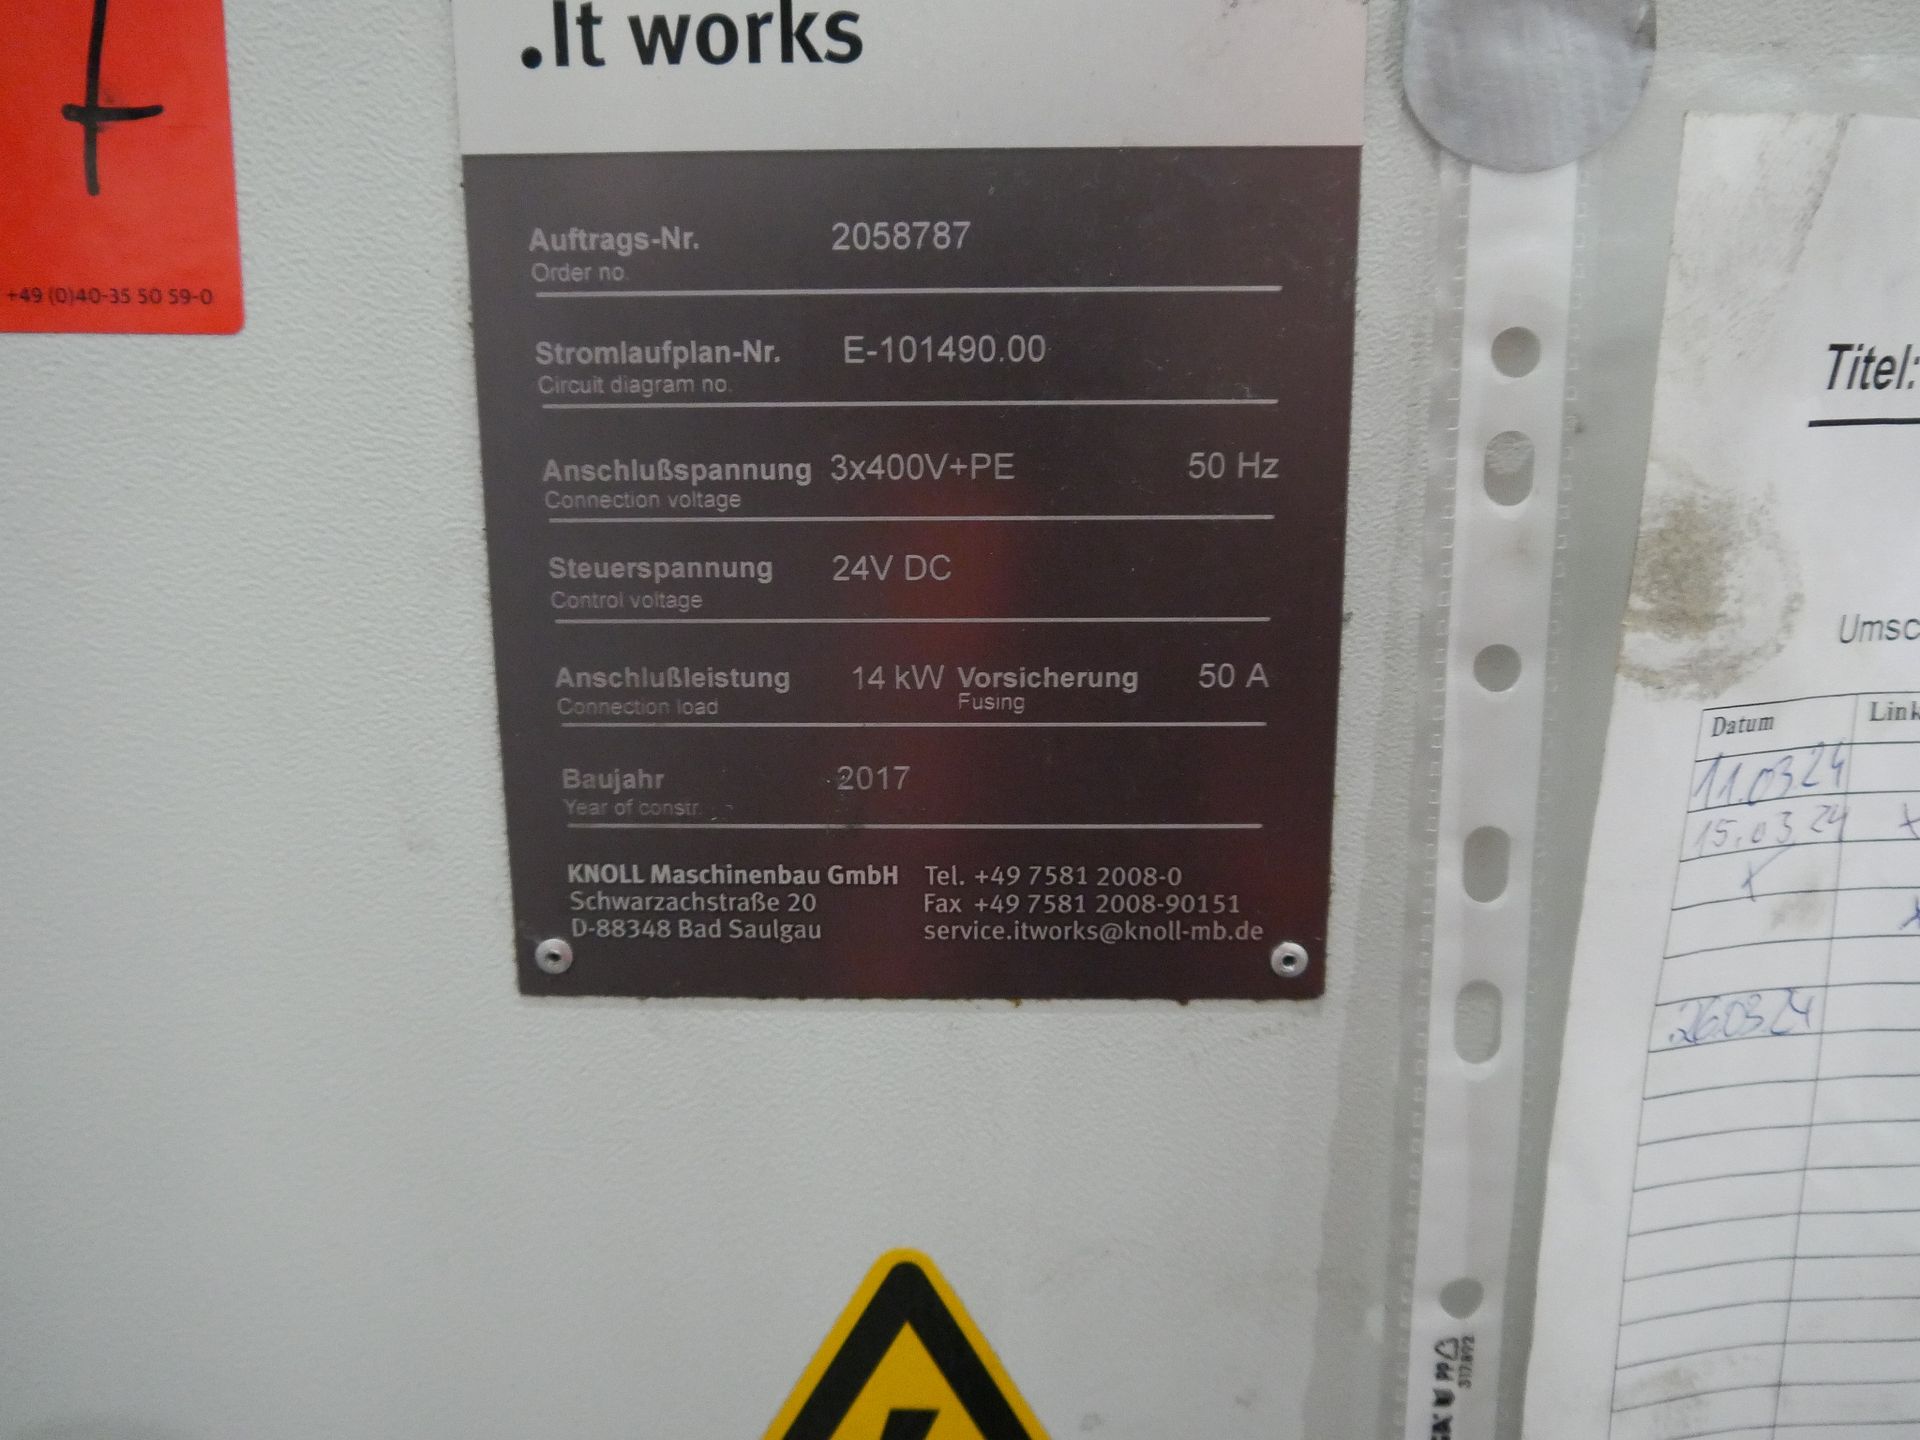 .It works
7
+49 (0)40-35 50 59-0
Auftrags-Nr. 2058787
Order no.
Stromlaufplan-Nr. E-101490.00
Circuit diagram no.
Anschlußspannung 3x400V+PE 50 Hz
Connection voltage
Steuerspannung 24V DC
Control voltage
Anschlußleistung 14 kW Vorsicherung 50 A
Connection load Fusing
Baujahr 2017
Year of constr.
KNOLL Maschinenbau GmbH Tel. +49 7581 2008-0
Schwarzachstraße 20 Fax +49 7581 2008-90151
D-88348 Bad Saulgau service.itworks@knoll-mb.de
Titel:
Datum
11.03.24
15.03.24 x
x
x
26.03.24
PP
317892